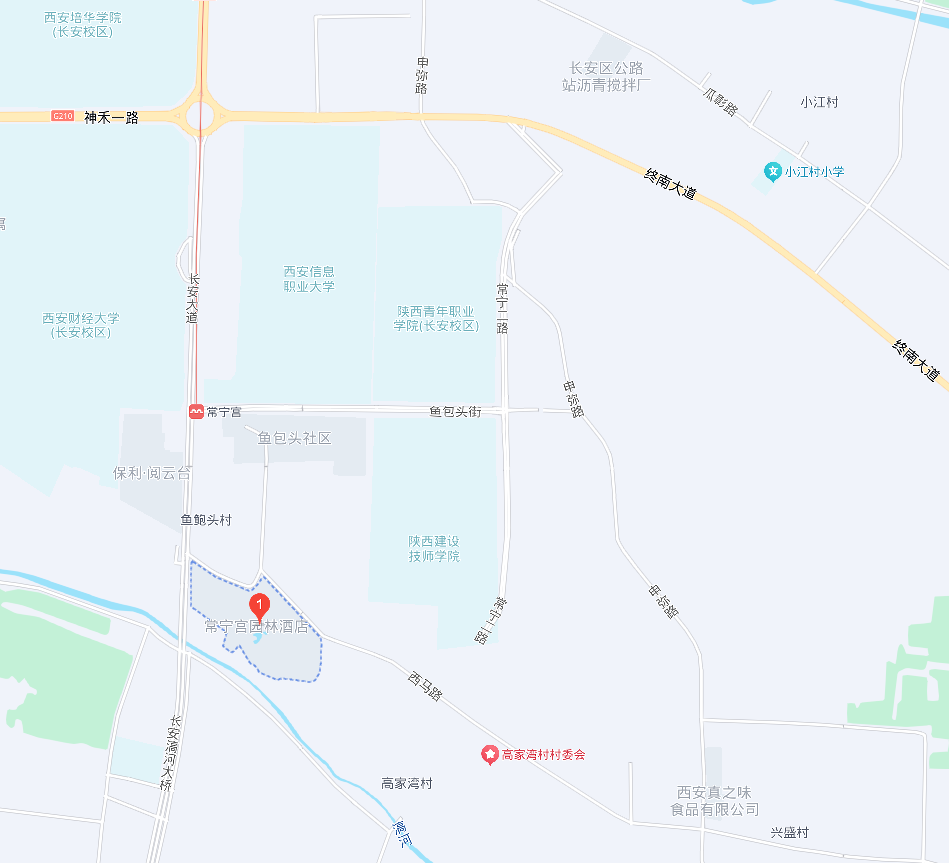 西安培华学院
(长安校区)
申弥路
长安区公路
站沥青搅拌厂
瓜彰路
小江村
G210
神禾一路
文
小江村小学
终南大道
西安信息
职业大学
长安大道
常宁二路
陕西青年职业
学院(长安校区)
西安财经大学
(长安校区)
终南大道
申弥路
常宁宫
鱼包头街
鱼包头社区
保利·阅云台
鱼鲍头村
陕西建设
技师学院
申弥路
1
常宁宫园林酒店
常宁二路
西马路
长安滈河大桥
高家湾村村委会
高家湾村
西安真之味
食品有限公司
兴盛村